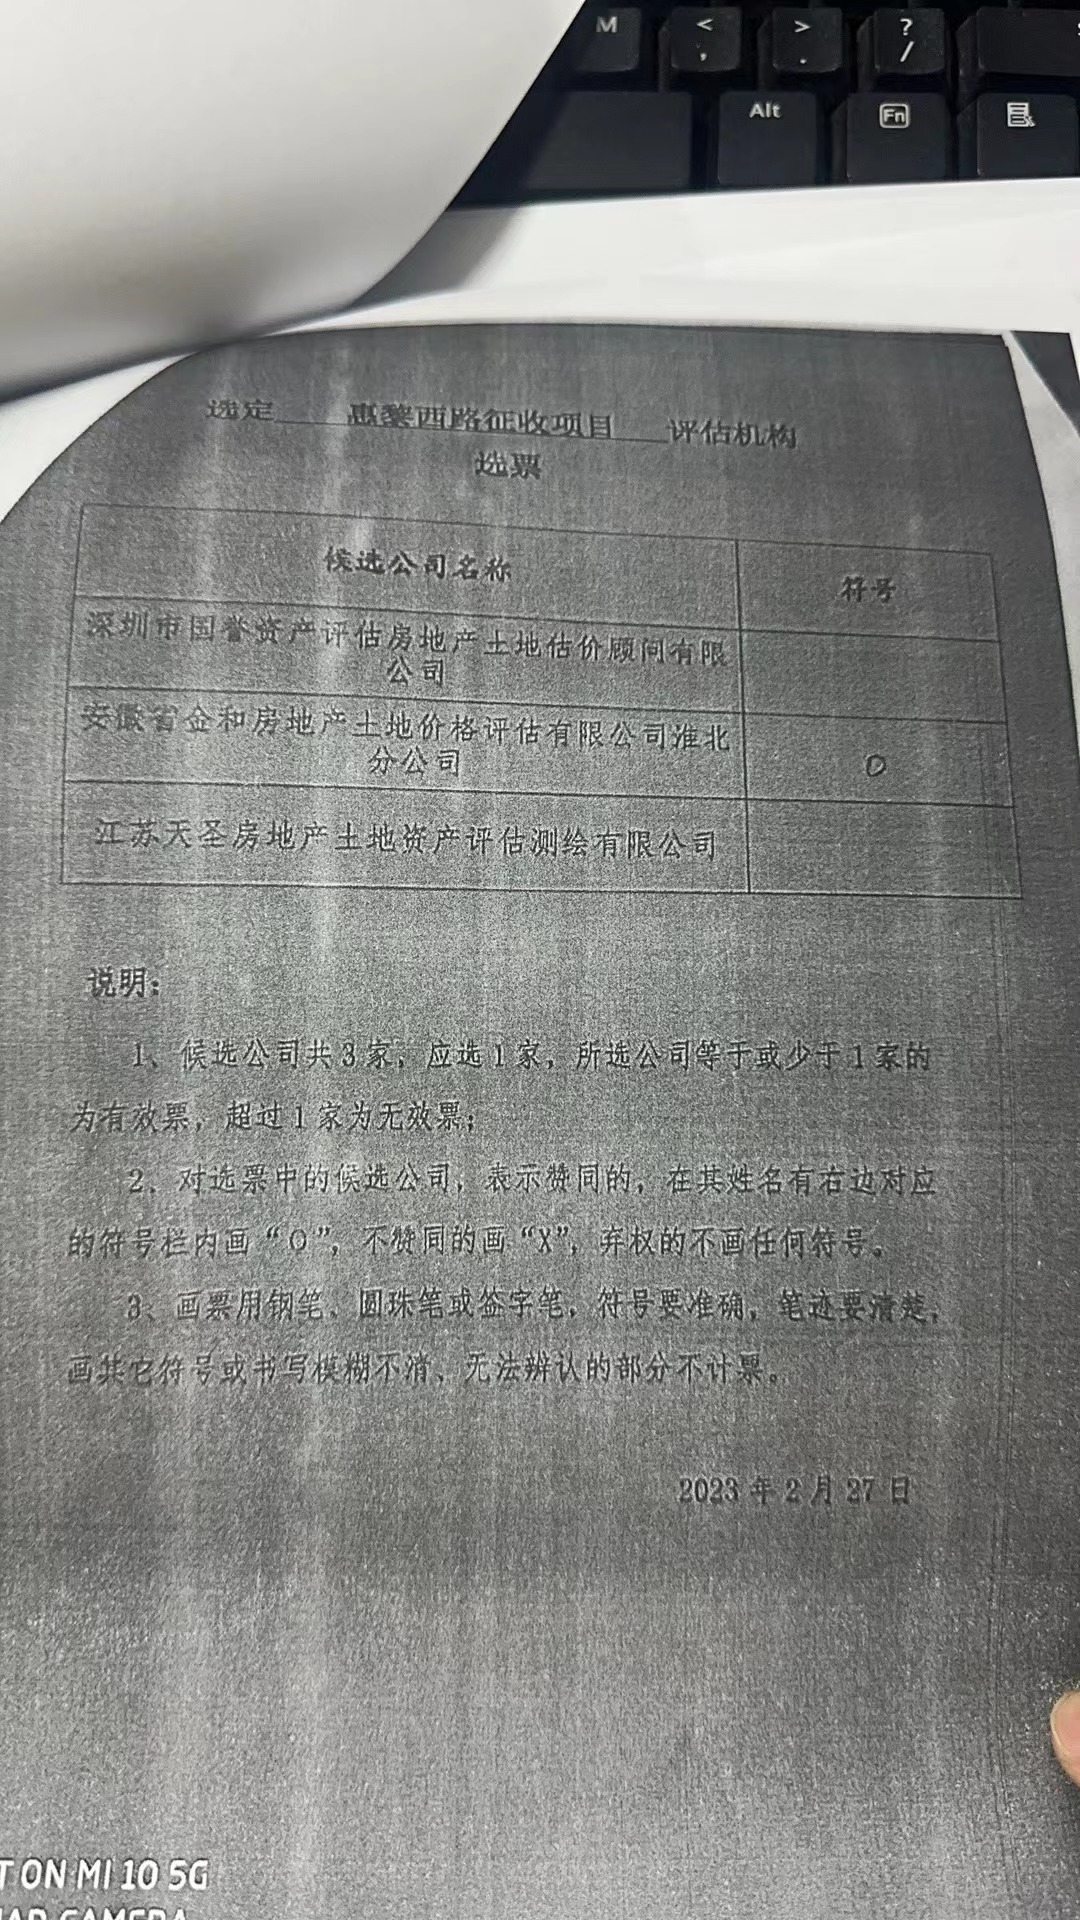 M < , > . ? /
Alt Fn
选定 惠黎西路征收项目 评估机构
选票
候选公司名称 符号
深圳市国誉资产评估房地产土地估价顾问有限
公司
安徽省金和房地产土地价格评估有限公司淮北
分公司 O
江苏天圣房地产土地资产评估测绘有限公司
说明:
1、候选公司共3家，应选1家，所选公司等于或少于1家的
为有效票，超过1家为无效票；
2、对选票中的候选公司，表示赞同的，在其姓名有右边对应
的符号栏内画“O”，不赞同的画“X”，弃权的不画任何符号。
3、画票用钢笔、圆珠笔或签字笔，符号要准确，笔迹要清楚，
画其它符号或书写模糊不清、无法辨认的部分不计票。
2023年2月27日
T ON MI 10 5G